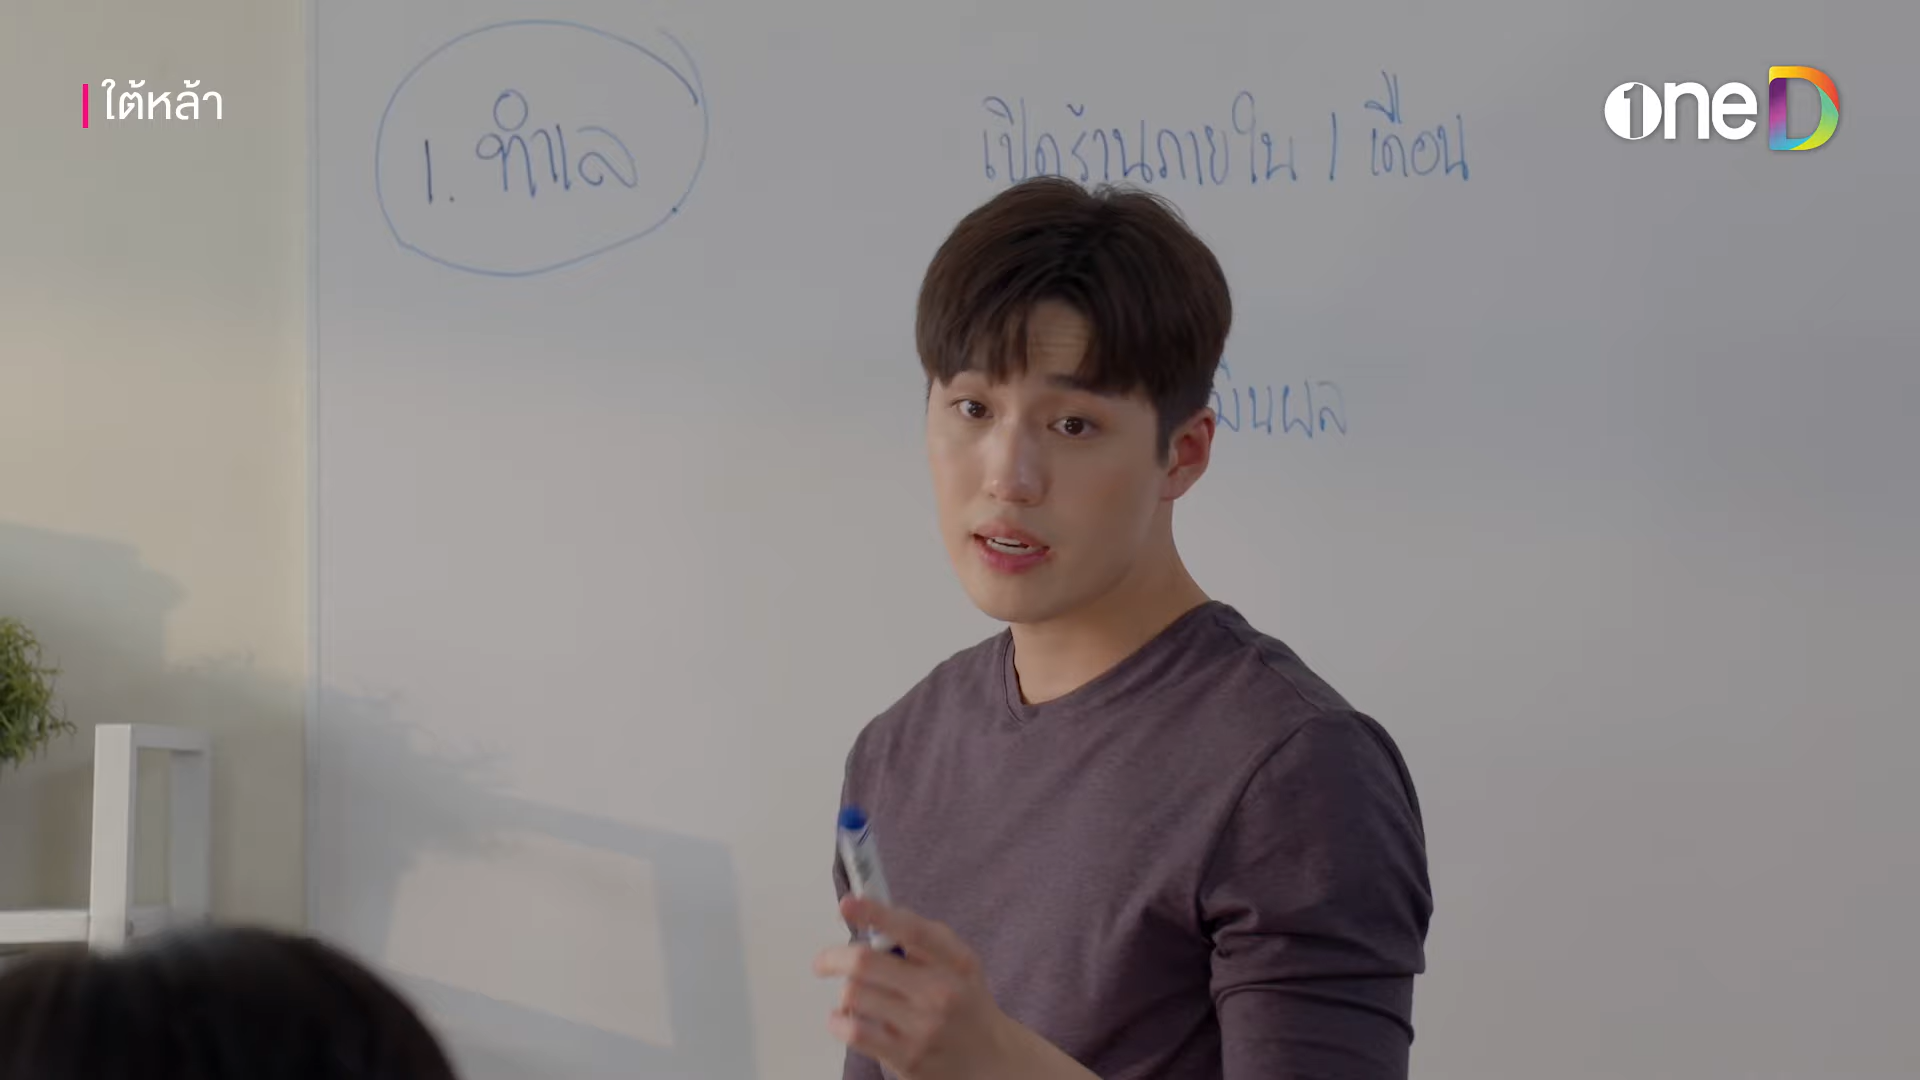 ใต้หล้า
oneD
1. ทำเล
เปิดร้านภายใน 1 เดือน